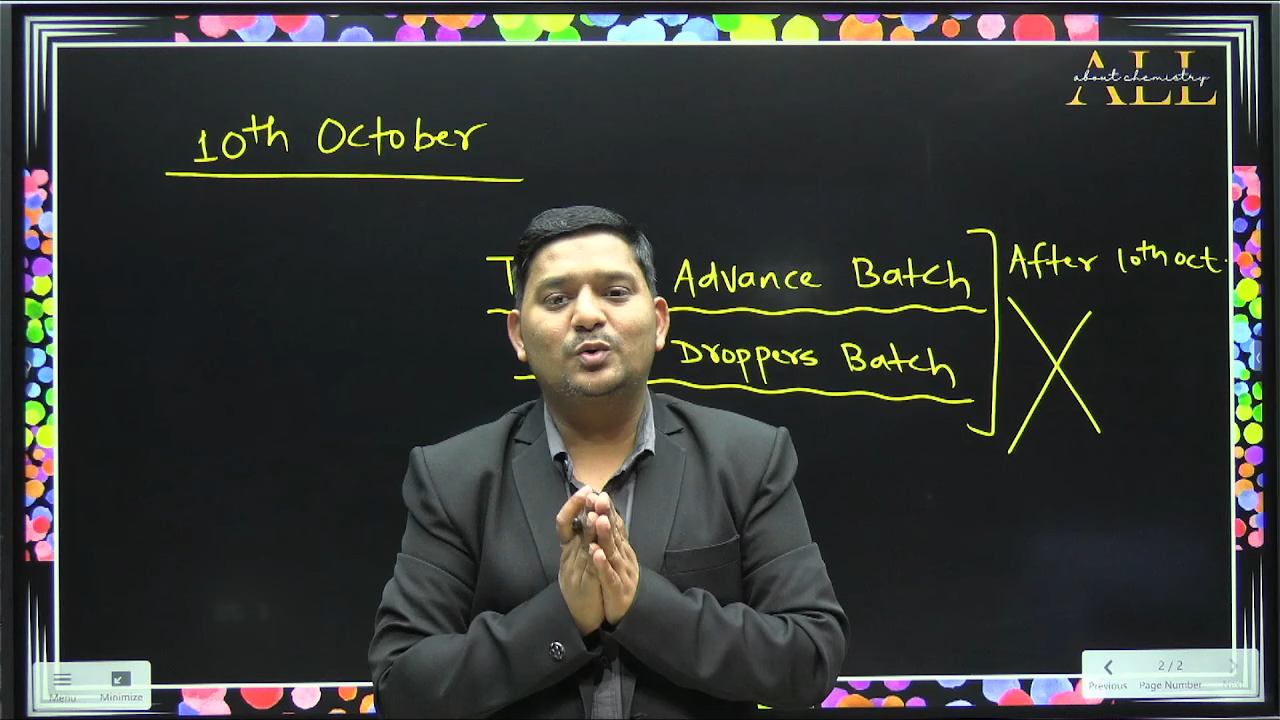 ALL
about chemistry
10th October
Advance Batch
After 10th oct.
Droppers Batch
Menu
Minimize
2 / 2
Previous
Page Number
Next